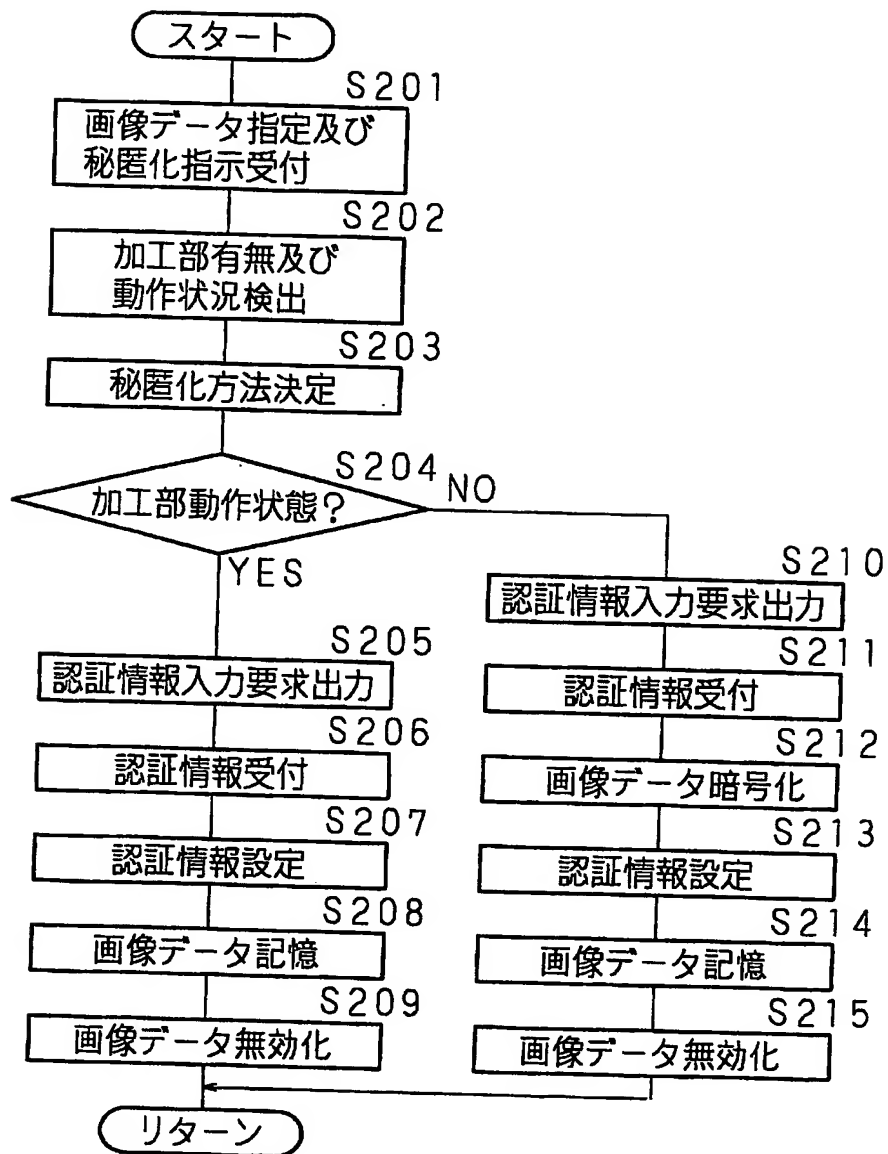 スタート
S201
画像データ指定及び
秘匿化指示受付
S202
加工部有無及び
動作状況検出
S203
秘匿化方法決定
S204
加工部動作状態?
NO
YES
S205
認証情報入力要求出力
S206
認証情報受付
S207
認証情報設定
S208
画像データ記憶
S209
画像データ無効化
S210
認証情報入力要求出力
S211
認証情報受付
S212
画像データ暗号化
S213
認証情報設定
S214
画像データ記憶
S215
画像データ無効化
リターン